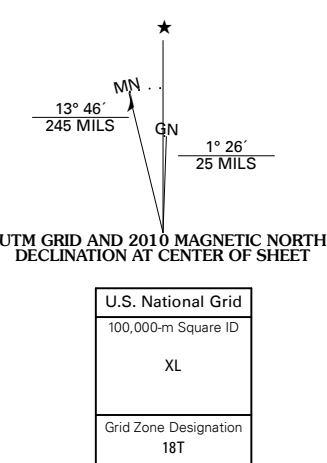 ★
MN
13° 46´
245 MILS
GN
1° 26´
25 MILS
UTM GRID AND 2010 MAGNETIC NORTH
DECLINATION AT CENTER OF SHEET
U.S. National Grid
100,000-m Square ID
XL
Grid Zone Designation
18T